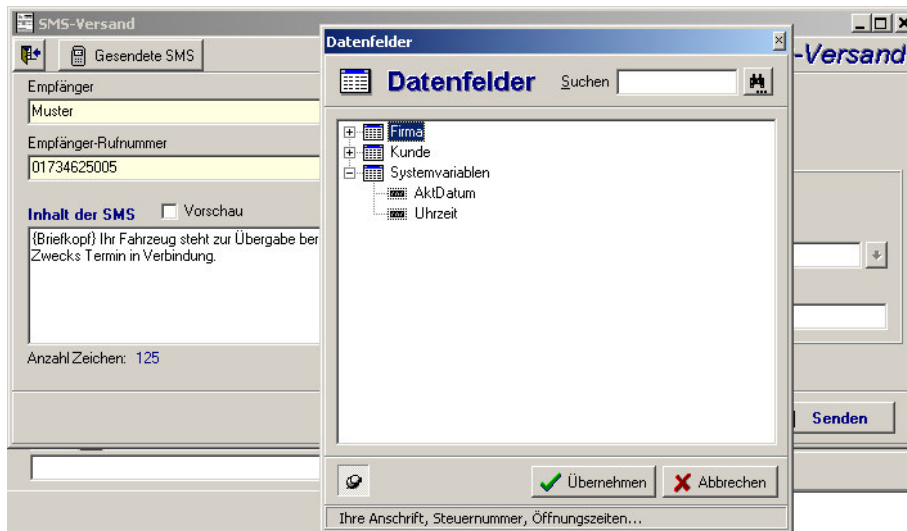 SMS-Versand
Gesendete SMS
-Versand
Empfänger
Muster
Empfänger-Rufnummer
01734625005
Inhalt der SMS
Vorschau
{Briefkopf} Ihr Fahrzeug steht zur Übergabe ber
Zwecks Termin in Verbindung.
Anzahl Zeichen: 125
Senden
Datenfelder
Datenfelder
Suchen
Firma
Kunde
Systemvariablen
AktDatum
Uhrzeit
Übernehmen
Abbrechen
Ihre Anschrift, Steuernummer, Öffnungszeiten...